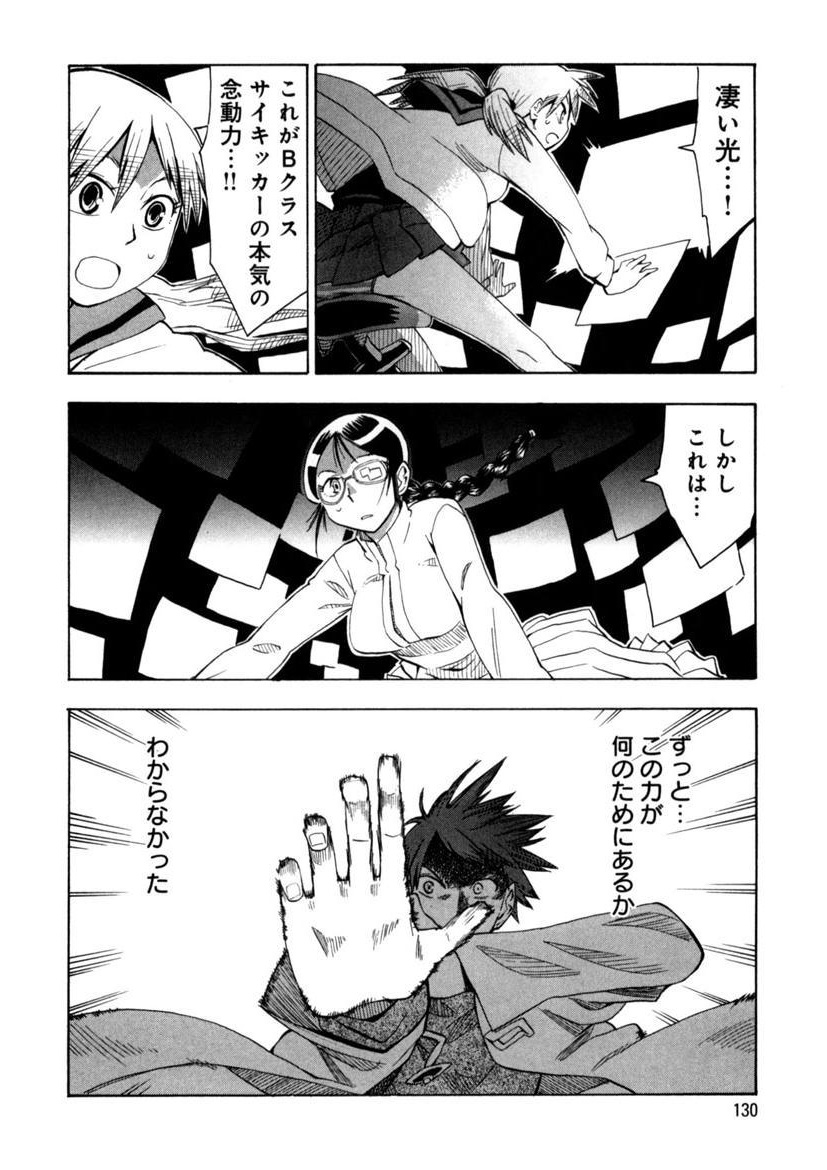 凄い光…！
これがBクラス
サイキッカーの本気の
念動力…!!
しかし
これは…
ずっと…
この力が
何のためにあるか
わからなかった
130